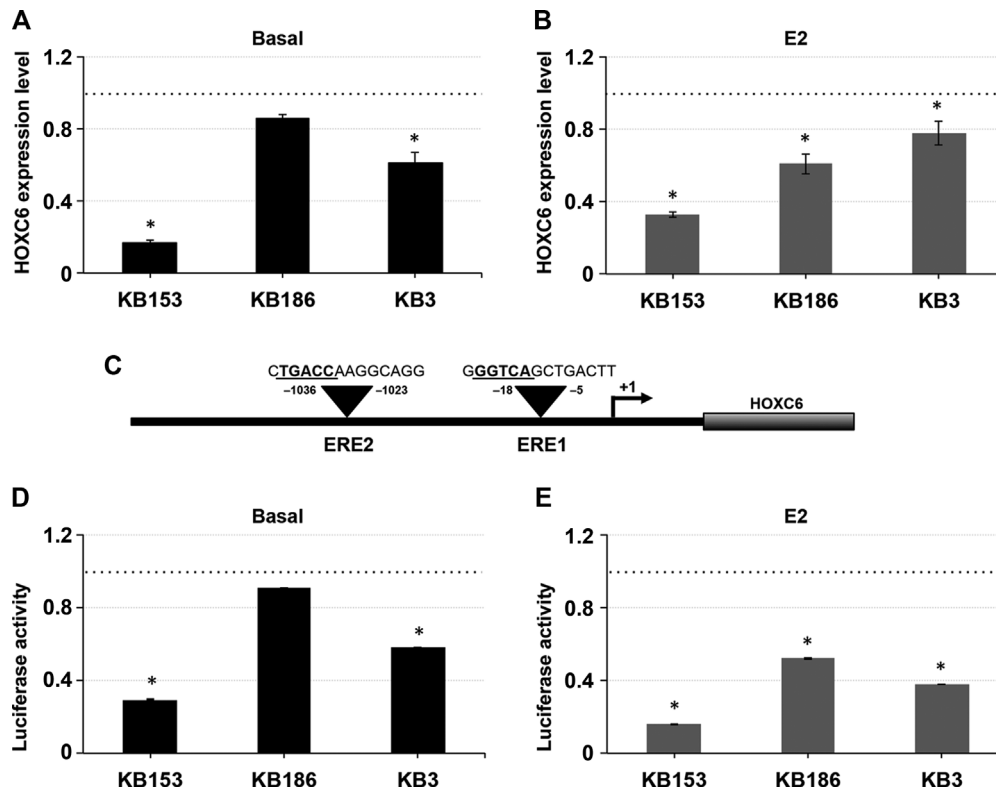 A
Basal
HOXC6 expression level
1.2
0.8
0.4
0
*
*
KB153 KB186 KB3
B
E2
HOXC6 expression level
1.2
0.8
0.4
0
*
*
*
KB153 KB186 KB3
C
CTGACCAAGGCAGG GGGTCAGCTGACTT
–1036 –1023 –18 –5 +1
HOXC6
ERE2 ERE1
D
Basal
Luciferase activity
1.2
0.8
0.4
0
*
*
KB153 KB186 KB3
E
E2
Luciferase activity
1.2
0.8
0.4
0
*
*
*
KB153 KB186 KB3